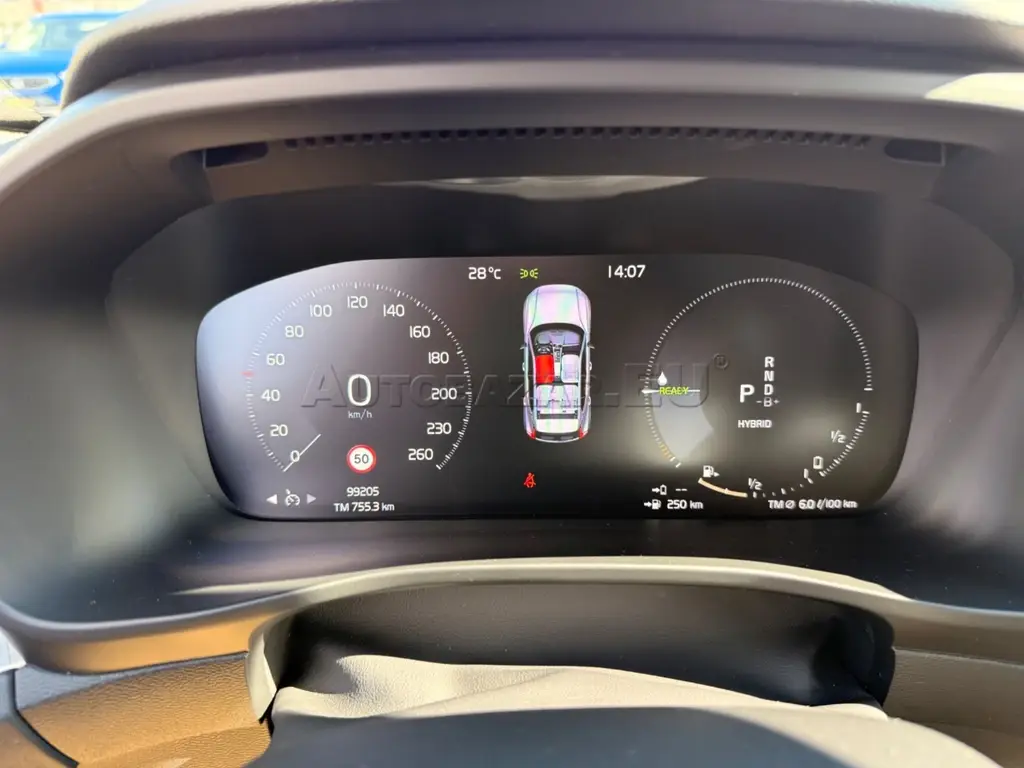 28°C 14:07
0 20 40 60 80 100 120 140 160 180 200 230 260
0
km/h
50
99205
TM 755.3 km
AUTOBAZAR.EU®
READY
R
N
P D
-B+
HYBRID
1
1/2
1/2
-- 
250 km
TM Ø 6.0 l/100 km